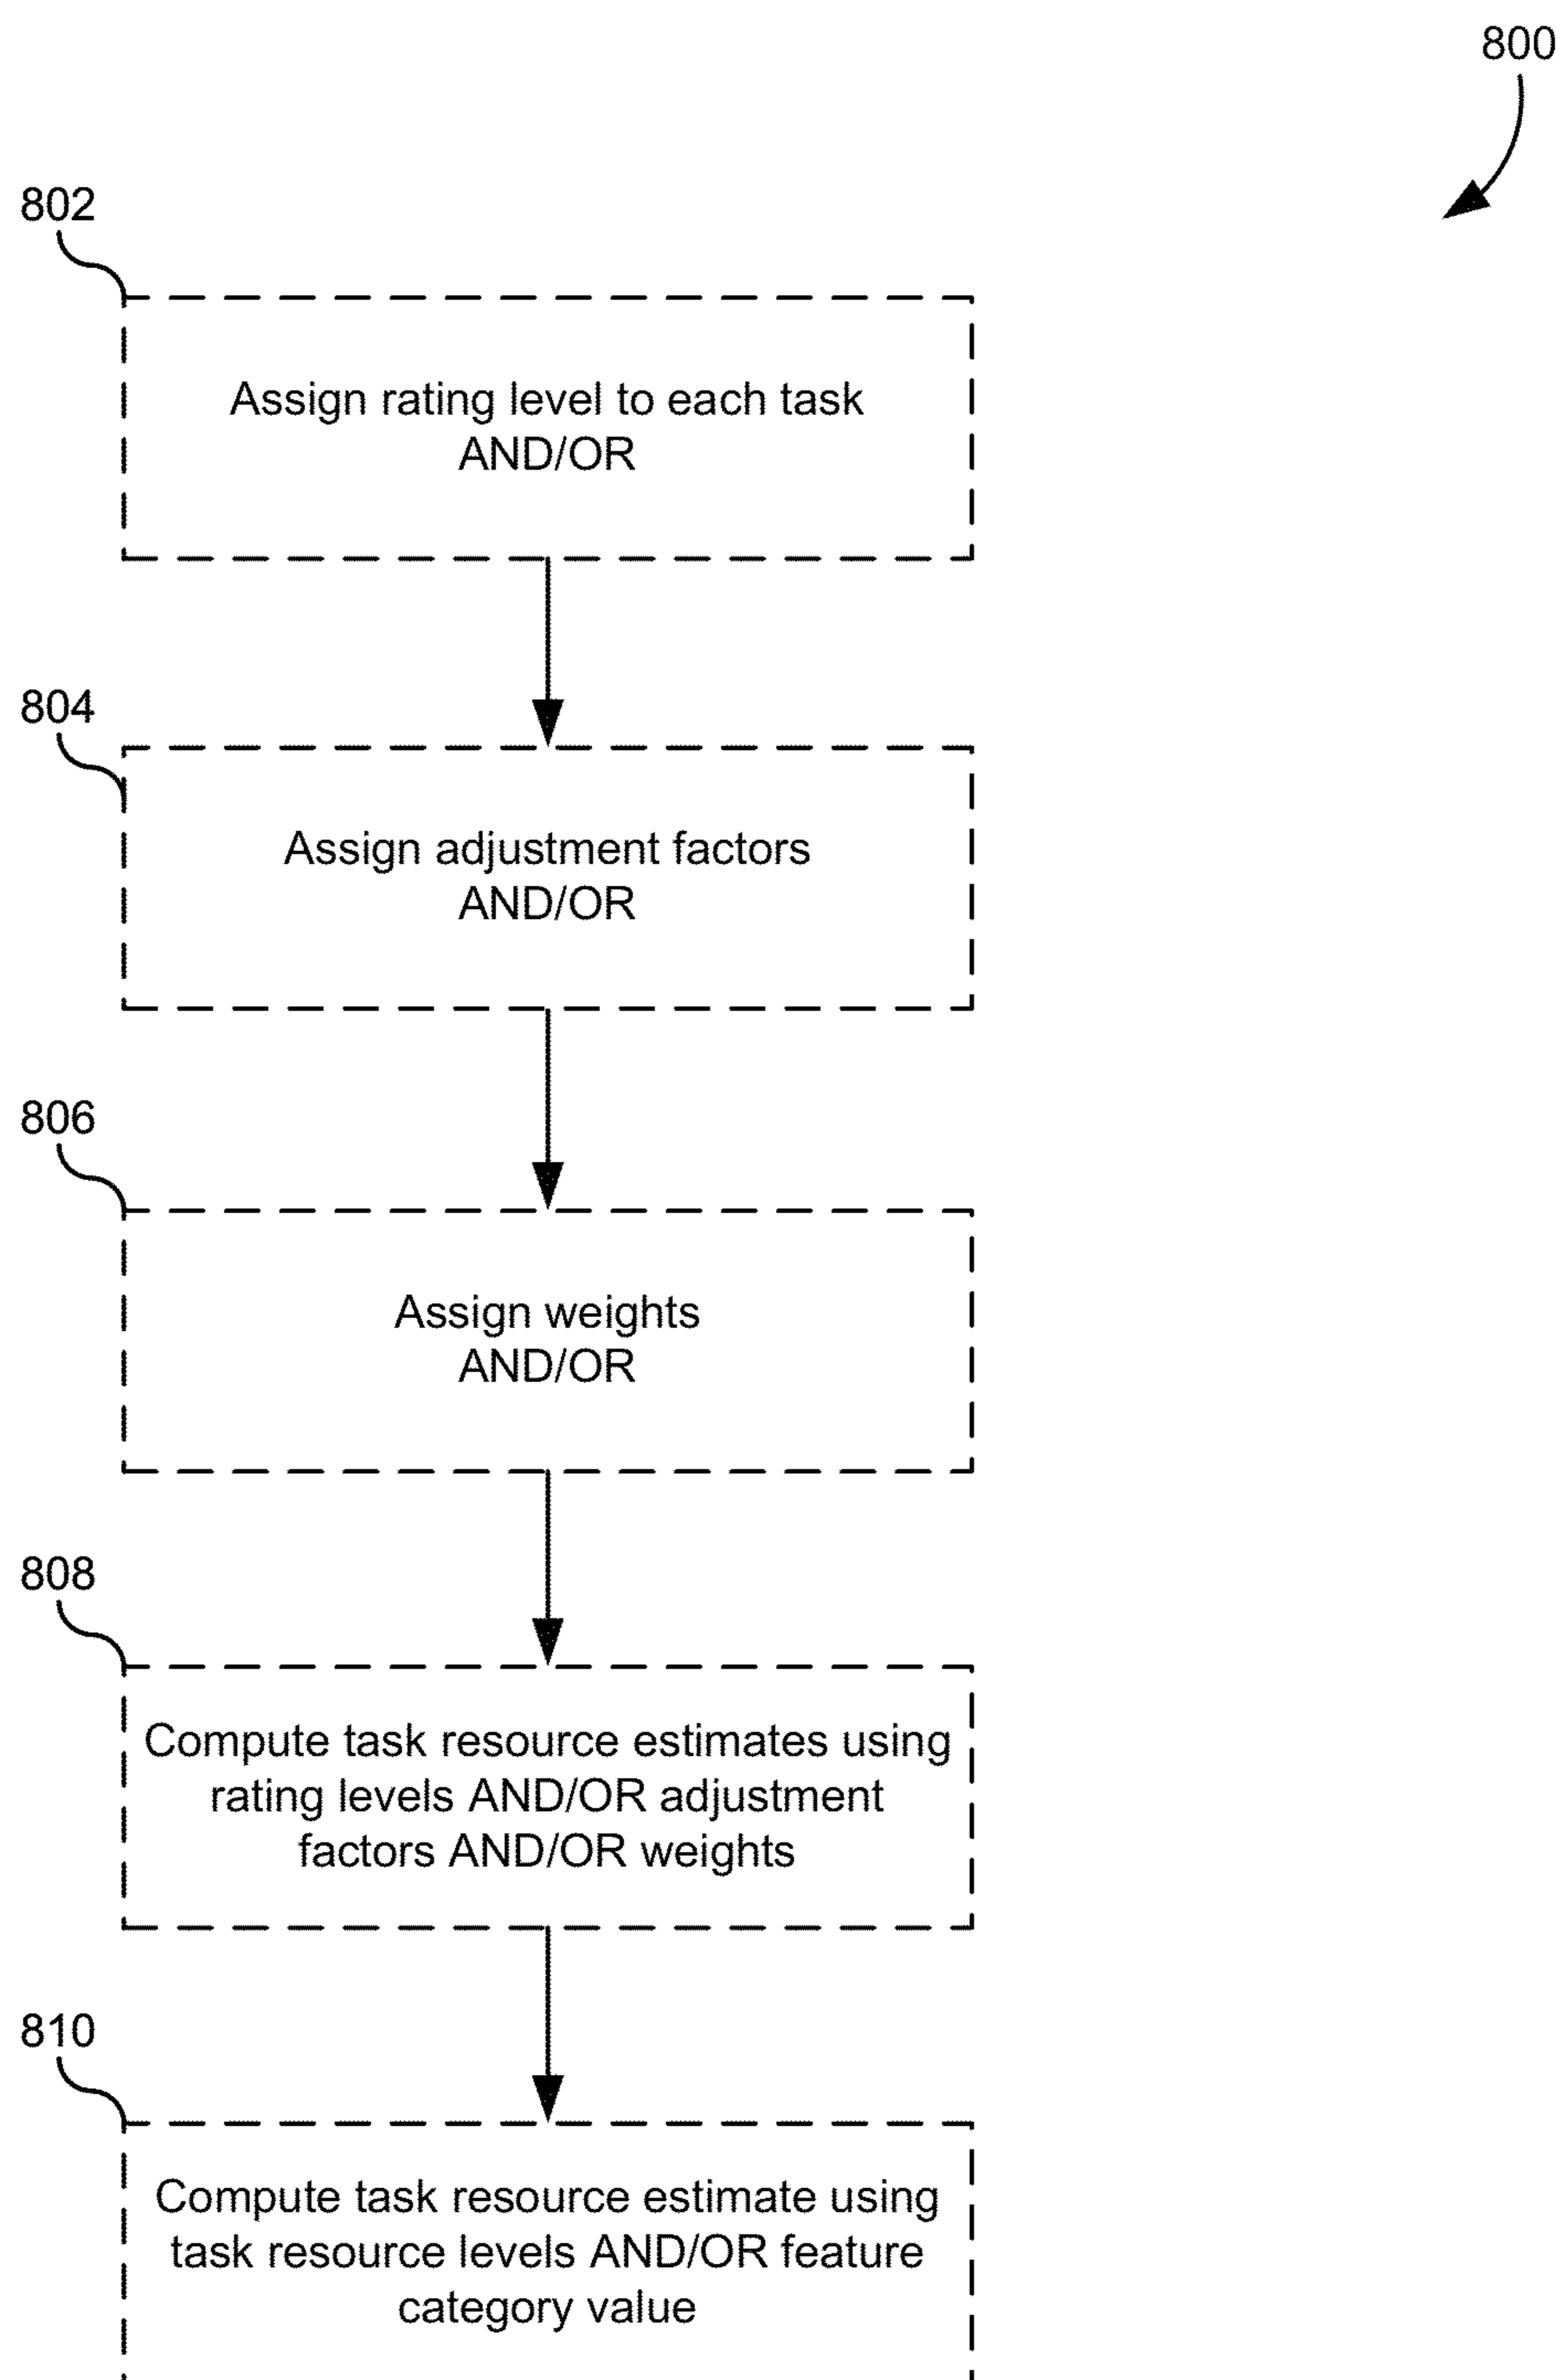 800
802
Assign rating level to each task
AND/OR
804
Assign adjustment factors
AND/OR
806
Assign weights
AND/OR
808
Compute task resource estimates using
rating levels AND/OR adjustment
factors AND/OR weights
810
Compute task resource estimate using
task resource levels AND/OR feature
category value